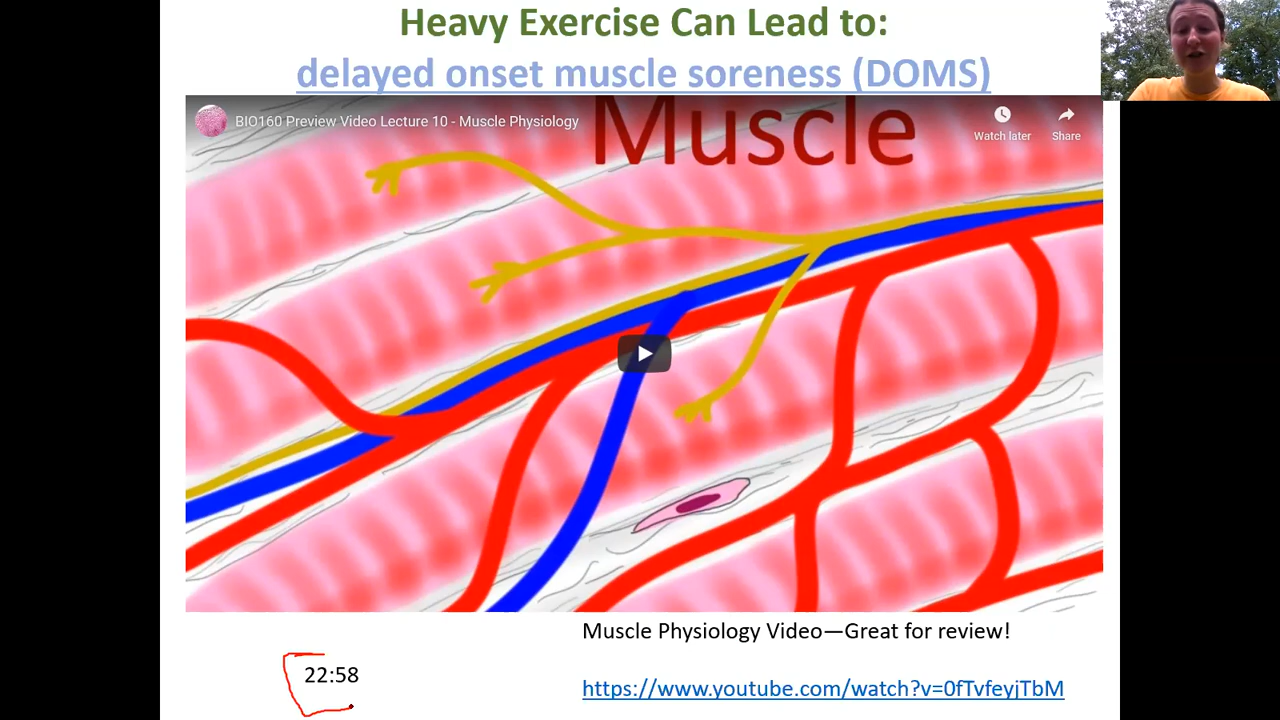 Heavy Exercise Can Lead to:
delayed onset muscle soreness (DOMS)
BIO160 Preview Video Lecture 10 - Muscle Physiology
Muscle
Watch later
Share
Muscle Physiology Video—Great for review!
22:58
https://www.youtube.com/watch?v=0fTvfeyjTbM